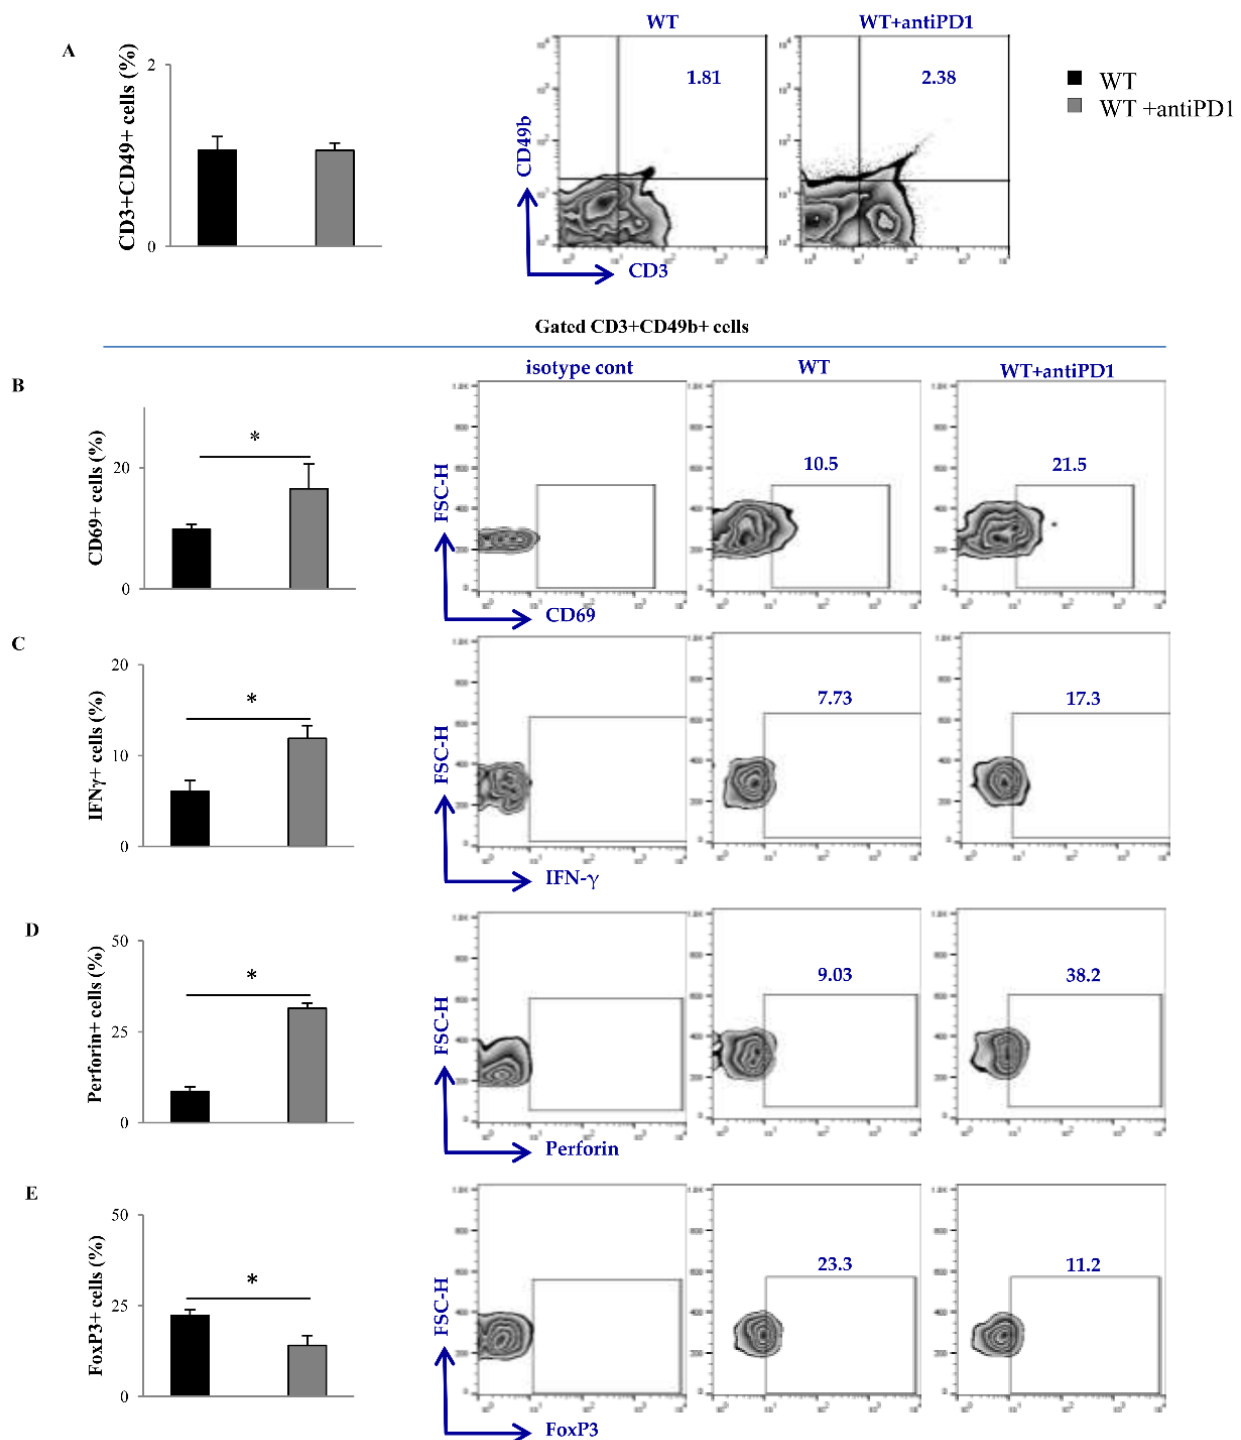 A
CD3+CD49+ cells (%)
2
1
0
WT
WT+antiPD1
1.81
2.38
CD49b
CD3
WT
WT +antiPD1
Gated CD3+CD49b+ cells
B
CD69+ cells (%)
20
10
0
*
isotype cont
WT
WT+antiPD1
10.5
21.5
FSC-H
CD69
C
IFNγ+ cells (%)
20
10
0
*
7.73
17.3
FSC-H
IFN-γ
D
Perforin+ cells (%)
50
25
0
*
9.03
38.2
FSC-H
Perforin
E
FoxP3+ cells (%)
50
25
0
*
23.3
11.2
FSC-H
FoxP3